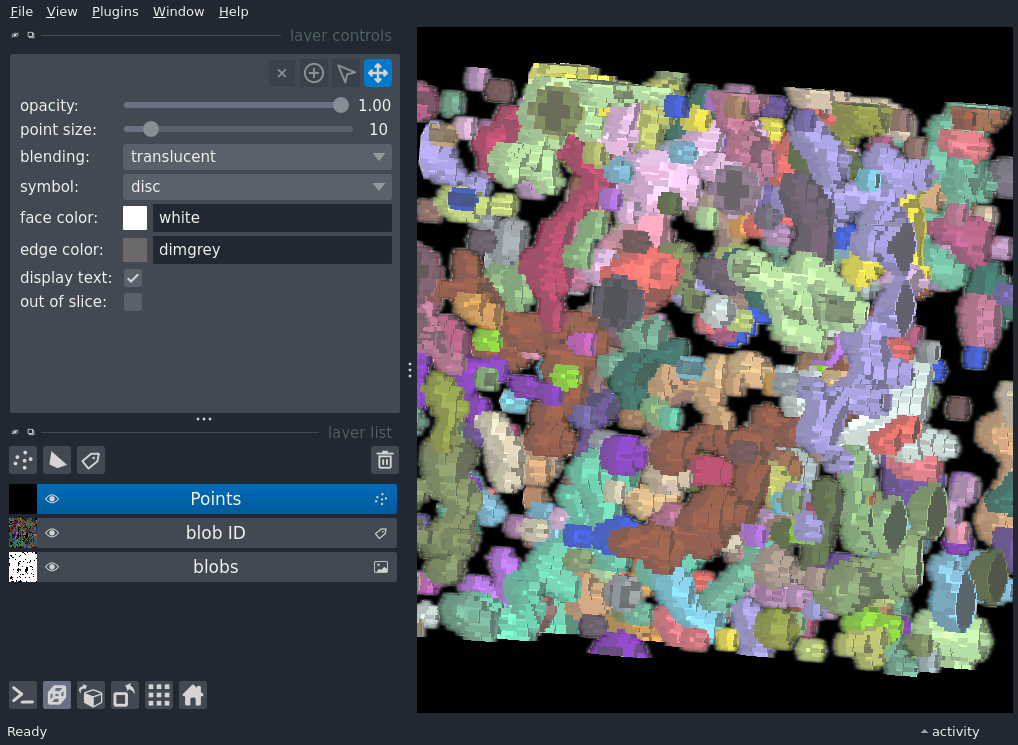 File View Plugins Window Help
layer controls
opacity: 1.00
point size: 10
blending: translucent
symbol: disc
face color: white
edge color: dimgrey
display text:
out of slice:
layer list
Points
blob ID
blobs
Ready
activity